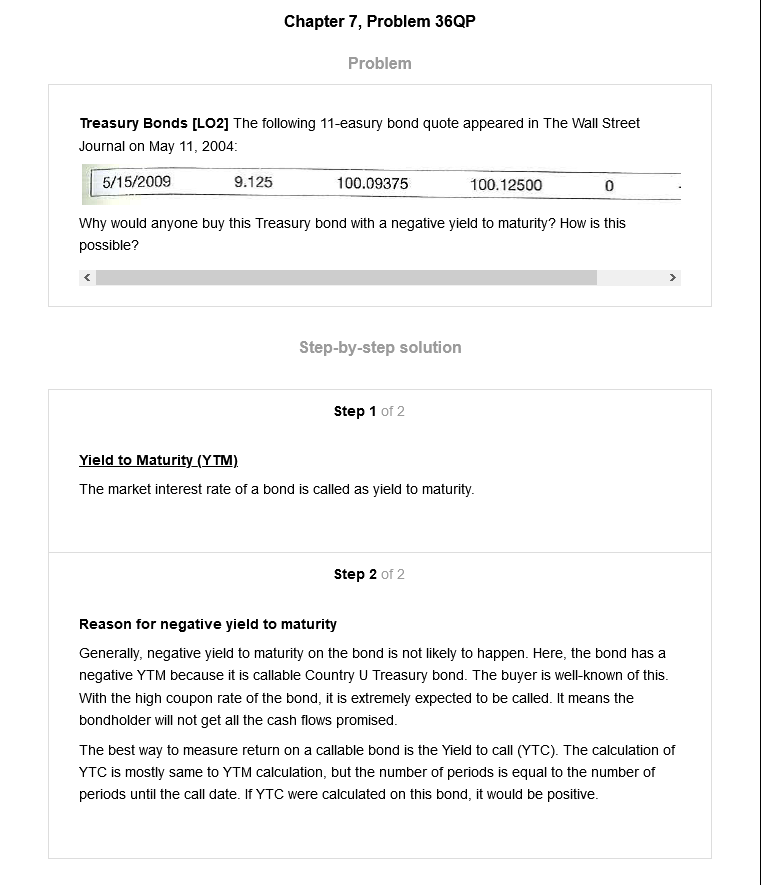 Chapter 7, Problem 36QP
Problem
Treasury Bonds [LO2] The following 11-easury bond quote appeared in The Wall Street
Journal on May 11, 2004:
5/15/2009 9.125 100.09375 100.12500 0
Why would anyone buy this Treasury bond with a negative yield to maturity? How is this
possible?
Step-by-step solution
Step 1 of 2
Yield to Maturity (YTM)
The market interest rate of a bond is called as yield to maturity.
Step 2 of 2
Reason for negative yield to maturity
Generally, negative yield to maturity on the bond is not likely to happen. Here, the bond has a
negative YTM because it is callable Country U Treasury bond. The buyer is well-known of this.
With the high coupon rate of the bond, it is extremely expected to be called. It means the
bondholder will not get all the cash flows promised.
The best way to measure return on a callable bond is the Yield to call (YTC). The calculation of
YTC is mostly same to YTM calculation, but the number of periods is equal to the number of
periods until the call date. If YTC were calculated on this bond, it would be positive.